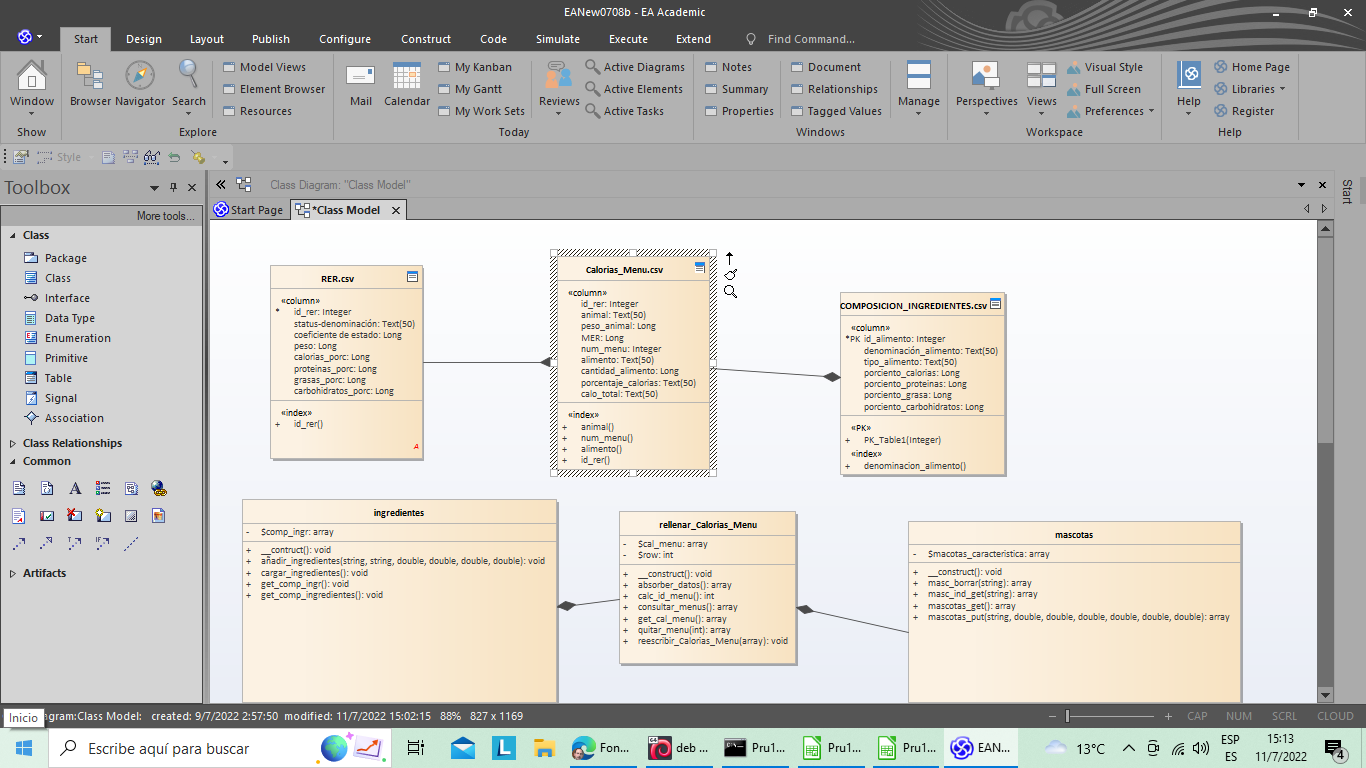 EANew0708b - EA Academic
Start Design Layout Publish Configure Construct Code Simulate Execute Extend Find Command...
Window Browser Navigator Search Model Views Mail Calendar My Kanban Reviews Active Diagrams Notes Document Manage Perspectives Views Visual Style Help Home Page
Element Browser My Gantt Active Elements Summary Relationships Full Screen Libraries
Resources My Work Sets Active Tasks Properties Tagged Values Preferences Register
Show Explore Today Windows Workspace Help
Style
Toolbox
Class Diagram: "Class Model"
Start
More tools...
Start Page *Class Model
Class
Package
Class
Interface
Data Type
Enumeration
Primitive
Table
Signal
Association
Class Relationships
Common
Artifacts
RER.csv
«column»
* id_rer: Integer
status-denominación: Text(50)
coeficiente de estado: Long
peso: Long
calorias_porc: Long
proteinas_porc: Long
grasas_porc: Long
carbohidratos_porc: Long
«index»
+ id_rer()
A
Calorias_Menu.csv
«column»
id_rer: Integer
animal: Text(50)
peso_animal: Long
MER: Long
num_menu: Integer
alimento: Text(50)
cantidad_alimento: Long
porcentaje_calorias: Text(50)
calo_total: Text(50)
«index»
+ animal()
+ num_menu()
+ alimento()
+ id_rer()
COMPOSICION_INGREDIENTES.csv
«column»
*PK id_alimento: Integer
denominación_alimento: Text(50)
tipo_alimento: Text(50)
porciento_calorias: Long
porciento_proteinas: Long
porciento_grasa: Long
porciento_carbohidratos: Long
«PK»
+ PK_Table1(Integer)
«index»
+ denominacion_alimento()
ingredientes
- $comp_ingr: array
+ __contruct(): void
+ añadir_ingredientes(string, string, double, double, double, double): void
+ cargar_ingredientes(): void
+ get_comp_ingr(): void
+ get_comp_ingredientes(): void
rellenar_Calorias_Menu
- $cal_menu: array
- $row: int
+ __construct(): void
+ absorber_datos(): array
+ calc_id_menu(): int
+ consultar_menus(): array
+ get_cal_menu(): array
+ quitar_menu(int): array
+ reescribir_Calorias_Menu(array): void
mascotas
- $macotas_caracteristica: array
+ __construct(): void
+ masc_borrar(string): array
+ masc_ind_get(string): array
+ mascotas_get(): array
+ mascotas_put(string, double, double, double, double, double, double): array
Inicio
gram:Class Model: created: 9/7/2022 2:57:50 modified: 11/7/2022 15:02:15 88% 827 x 1169 CAP NUM SCRL CLOUD
Escribe aquí para buscar L Fon... deb ... Pru1... Pru1... Pru1... EAN... 13°C ESP ES 15:13 11/7/2022 4